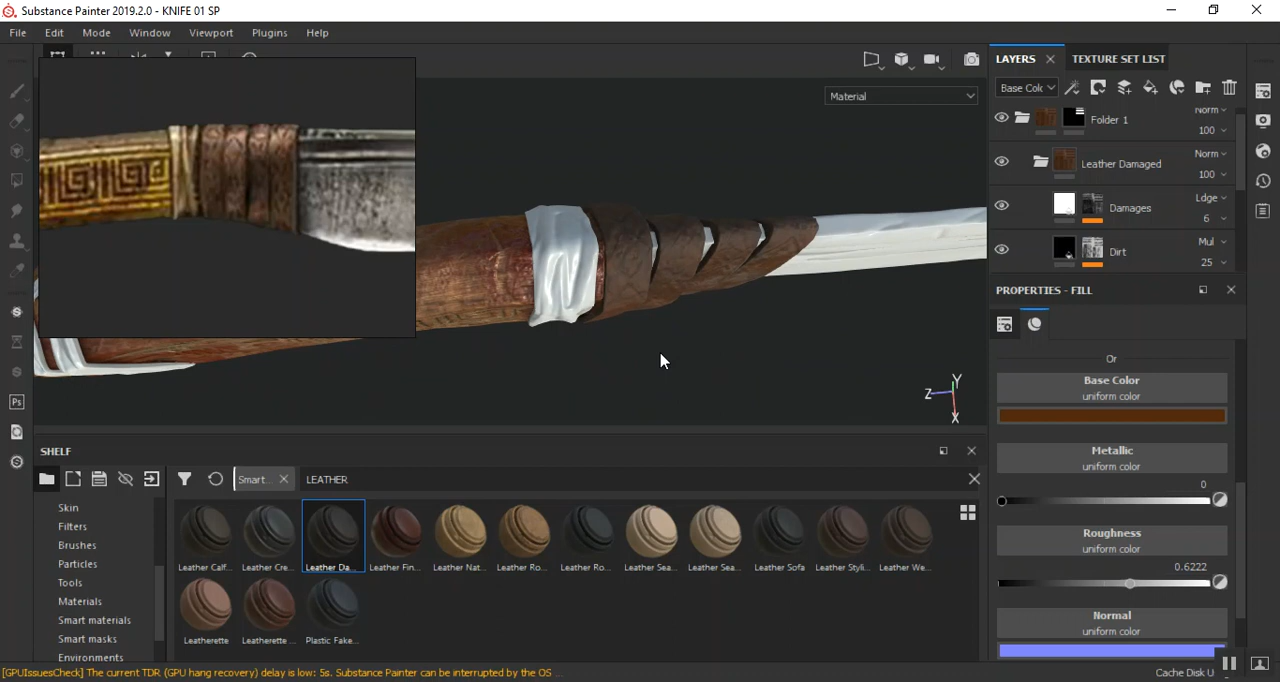 Substance Painter 2019.2.0 - KNIFE 01 SP
File Edit Mode Window Viewport Plugins Help
Material
LAYERS TEXTURE SET LIST
Base Col
Folder 1 Norm 100
Leather Damaged Norm 100
Damages Ldge 6
Dirt Mul 25
PROPERTIES - FILL
Or
Base Color
uniform color
Metallic
uniform color
0
Roughness
uniform color
0.6222
Normal
uniform color
Y
Z
X
SHELF
Smart... LEATHER
Skin
Filters
Brushes
Particles
Tools
Materials
Smart materials
Smart masks
Environments
Leather Calf... Leather Cre... Leather Da... Leather Fin... Leather Nat... Leather Ro... Leather Ro... Leather Sea... Leather Sea... Leather Sofa Leather Styli... Leather We...
Leatherette Leatherette ... Plastic Fake...
Ps
[GPUIssuesCheck] The current TDR (GPU hang recovery) delay is low: 5s. Substance Painter can be interrupted by the OS ...
Cache Disk U